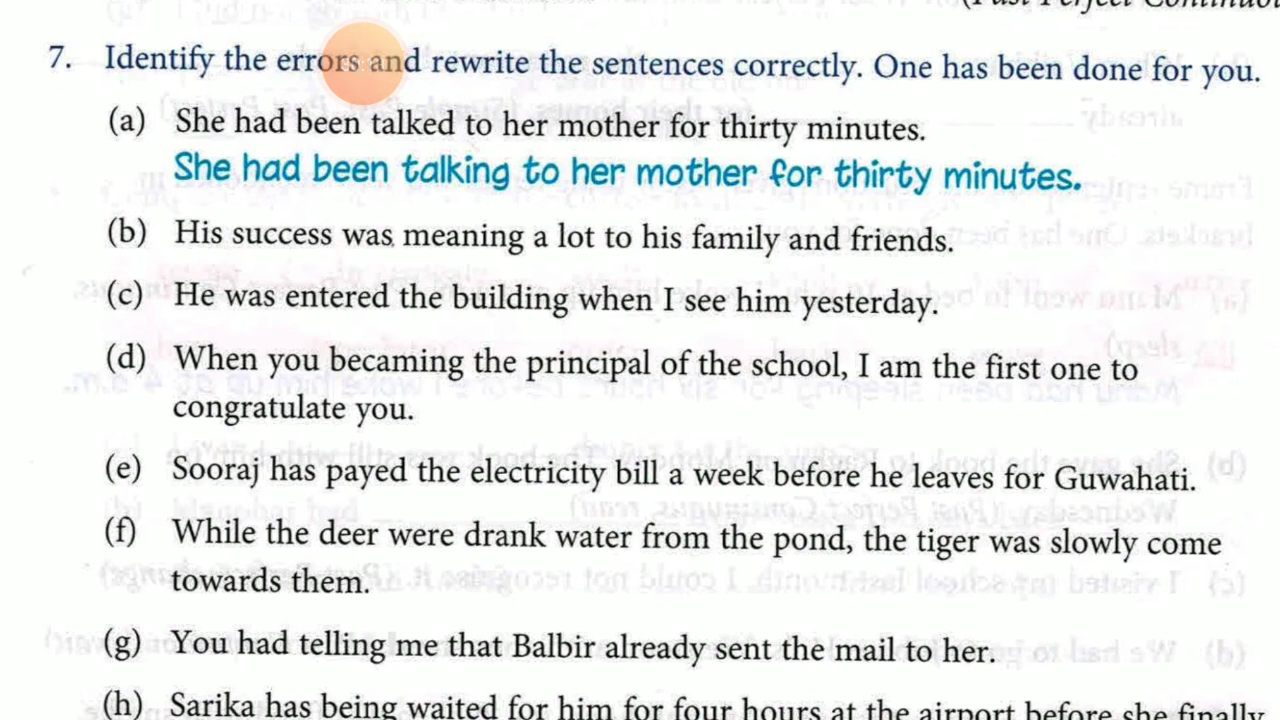 (Past Perfect Continuou
7. Identify the errors and rewrite the sentences correctly. One has been done for you.
(a) She had been talked to her mother for thirty minutes.
She had been talking to her mother for thirty minutes.
(b) His success was meaning a lot to his family and friends.
(c) He was entered the building when I see him yesterday.
(d) When you becaming the principal of the school, I am the first one to
congratulate you.
(e) Sooraj has payed the electricity bill a week before he leaves for Guwahati.
(f) While the deer were drank water from the pond, the tiger was slowly come
towards them.
(g) You had telling me that Balbir already sent the mail to her.
(h) Sarika has being waited for him for four hours at the airport before she finally